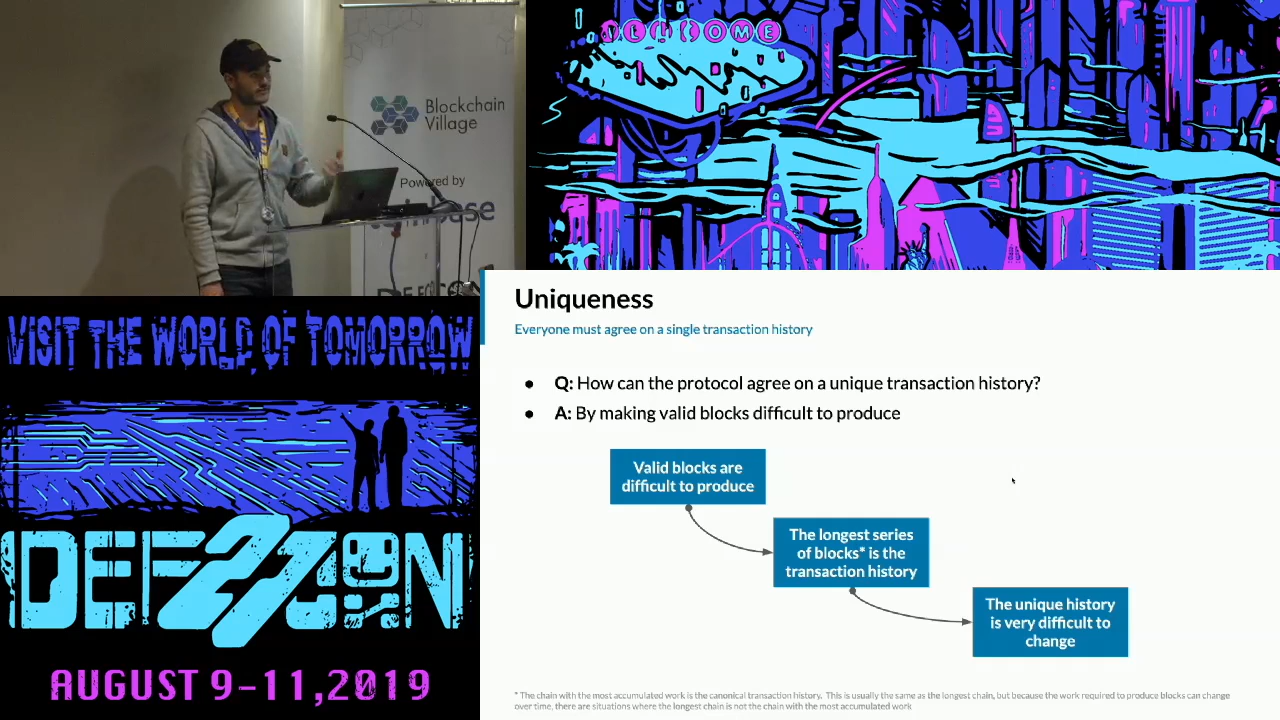 WELCOME
Blockchain
Village
Powered by
VISIT THE WORLD OF TOMORROW
DEFCON
AUGUST 9-11,2019
Uniqueness
Everyone must agree on a single transaction history
● Q: How can the protocol agree on a unique transaction history?
● A: By making valid blocks difficult to produce
Valid blocks are
difficult to produce
The longest series
of blocks* is the
transaction history
The unique history
is very difficult to
change
* The chain with the most accumulated work is the canonical transaction history. This is usually the same as the longest chain, but because the work required to produce blocks can change
over time, there are situations where the longest chain is not the chain with the most accumulated work